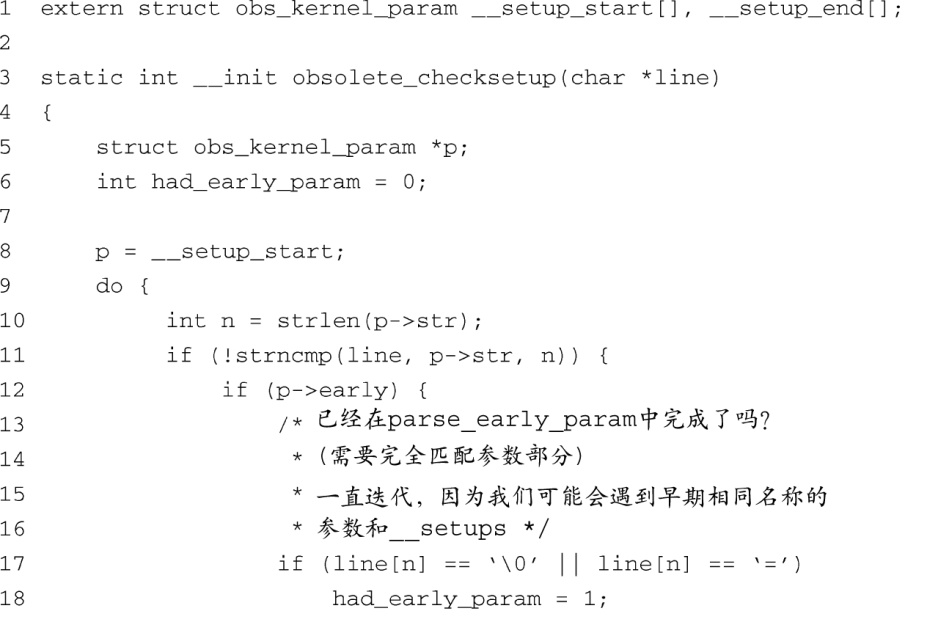 1 extern struct obs_kernel_param __setup_start[], __setup_end[];
2
3 static int __init obsolete_checksetup(char *line)
4 {
5     struct obs_kernel_param *p;
6     int had_early_param = 0;
7
8     p = __setup_start;
9     do {
10         int n = strlen(p->str);
11         if (!strncmp(line, p->str, n)) {
12             if (p->early) {
13                 /* 已经在parse_early_param中完成了吗?
14                  * (需要完全匹配参数部分)
15                  * 一直迭代，因为我们可能会遇到早期相同名称的
16                  * 参数和__setups */
17                 if (line[n] == ‘\0’ || line[n] == ‘=’)
18                     had_early_param = 1;